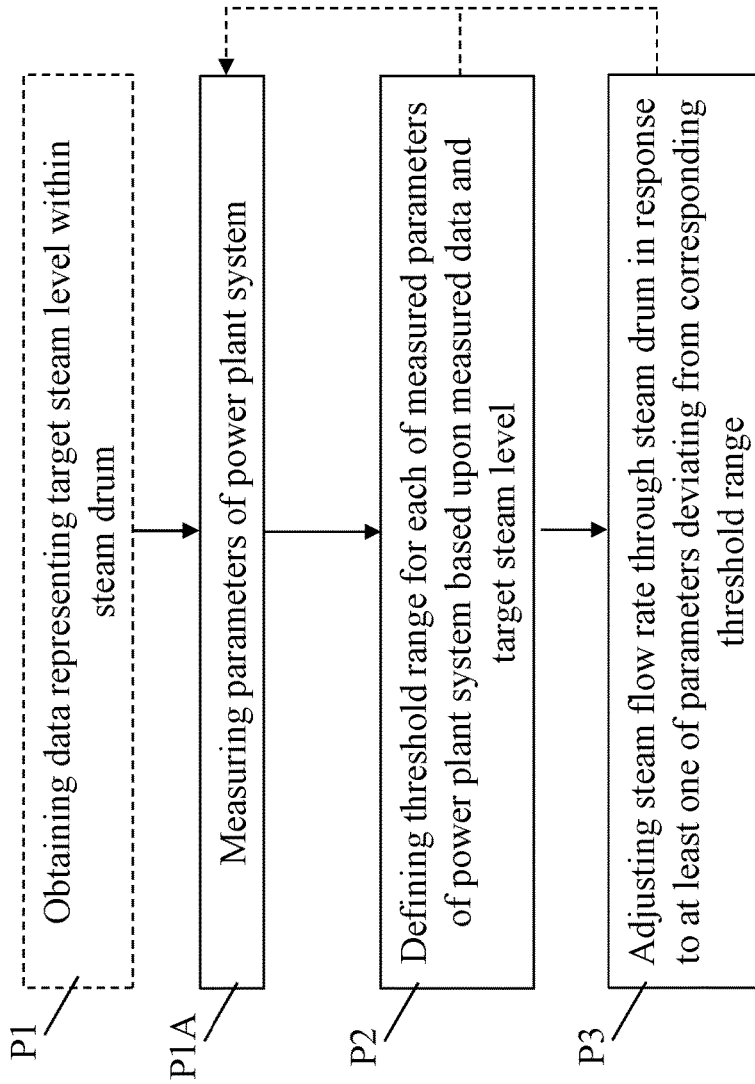 P1
Obtaining data representing target steam level within
steam drum
P1A
Measuring parameters of power plant system
P2
Defining threshold range for each of measured parameters
of power plant system based upon measured data and
target steam level
P3
Adjusting steam flow rate through steam drum in response
to at least one of parameters deviating from corresponding
threshold range